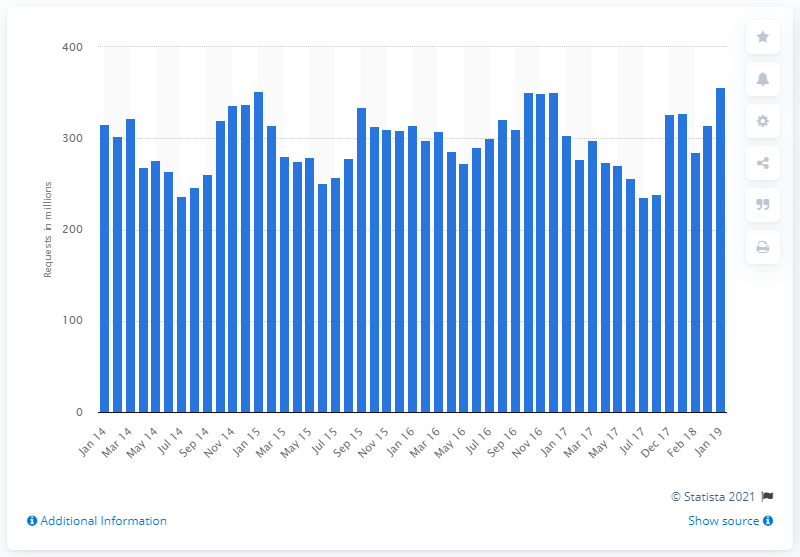 400
300
200
100
0
Requests in millions
Jan 14
Mar 14
May 14
Jul 14
Sep 14
Nov 14
Jan 15
Mar 15
May 15
Jul 15
Sep 15
Nov 15
Jan 16
Mar 16
May 16
Jul 16
Sep 16
Nov 16
Jan 17
Mar 17
May 17
Jul 17
Dec 17
Feb 18
Jan 19
© Statista 2021
Additional Information
Show source